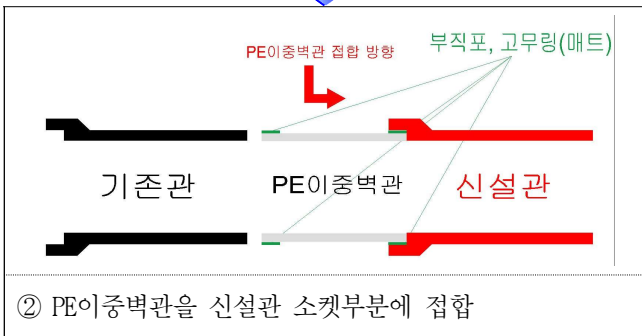 부직포, 고무링(매트)
PE이중벽관 접합 방향
기존관
PE이중벽관
신설관
② PE이중벽관을 신설관 소켓부분에 접합